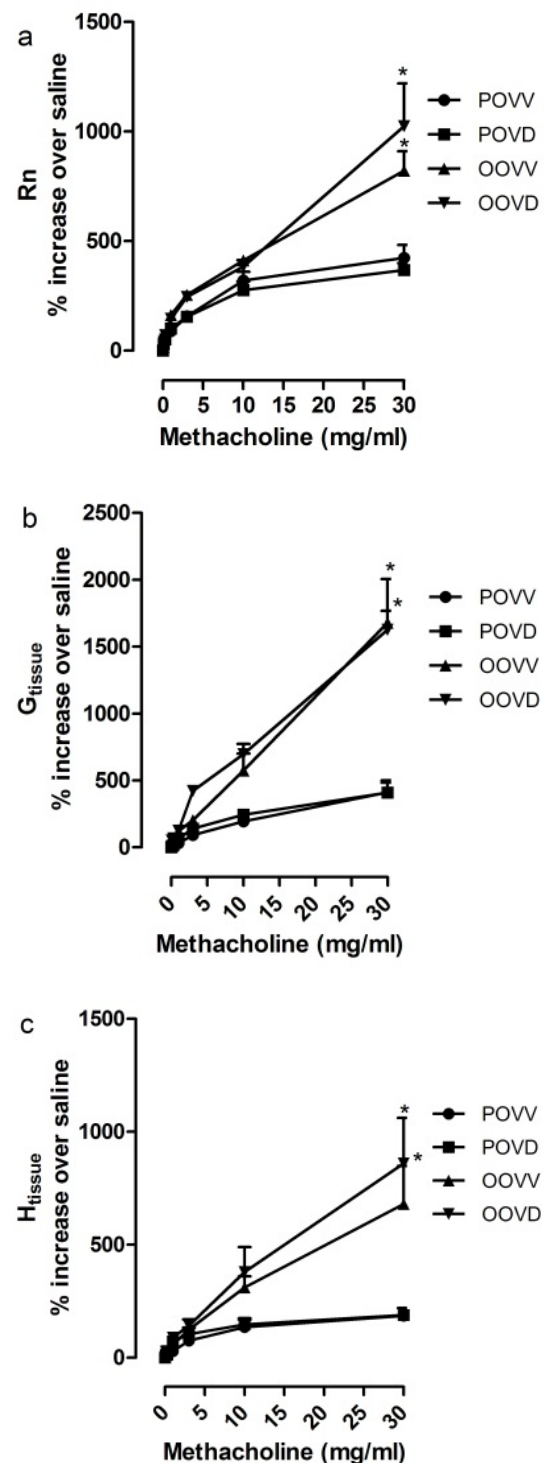 a
Rn
% increase over saline
1500
1000
500
0
*
*
POVV
POVD
OOVV
OOVD
0 5 10 15 20 25 30
Methacholine (mg/ml)
b
Gtissue
% increase over saline
2500
2000
1500
1000
500
0
*
*
POVV
POVD
OOVV
OOVD
0 5 10 15 20 25 30
Methacholine (mg/ml)
c
Htissue
% increase over saline
1500
1000
500
0
*
*
POVV
POVD
OOVV
OOVD
0 5 10 15 20 25 30
Methacholine (mg/ml)